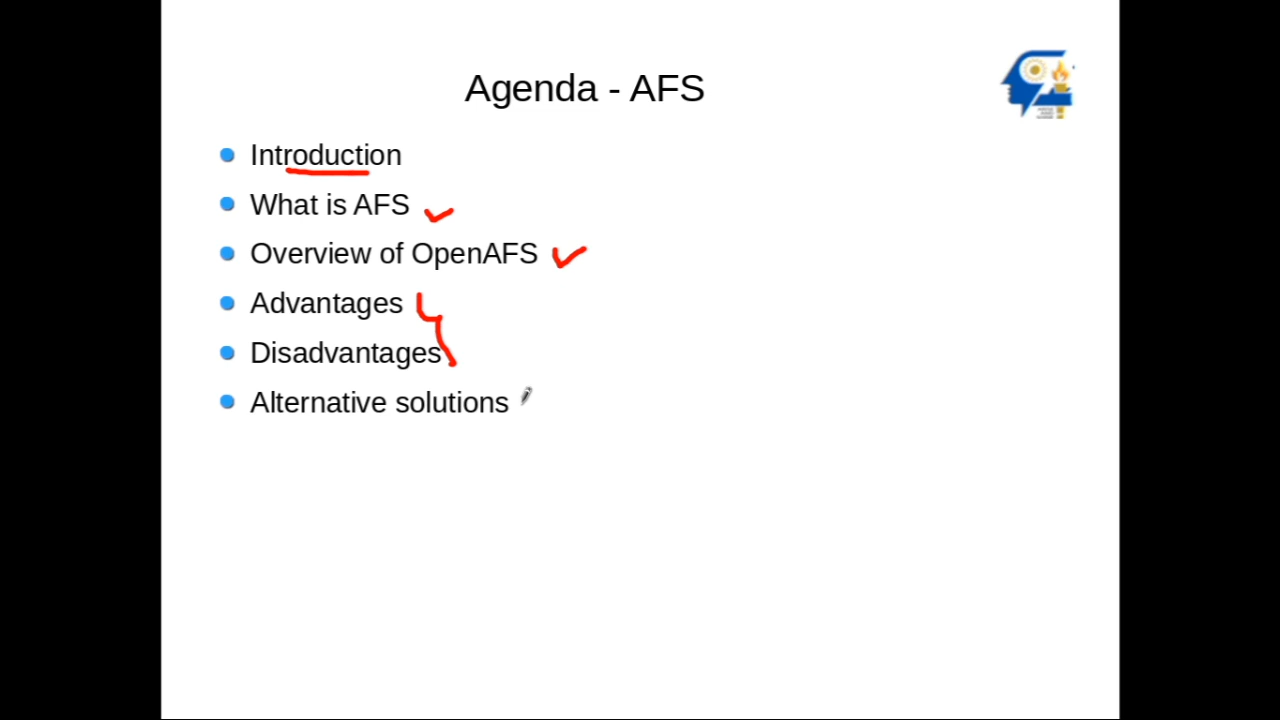 Agenda - AFS
Introduction
What is AFS
Overview of OpenAFS
Advantages
Disadvantages
Alternative solutions